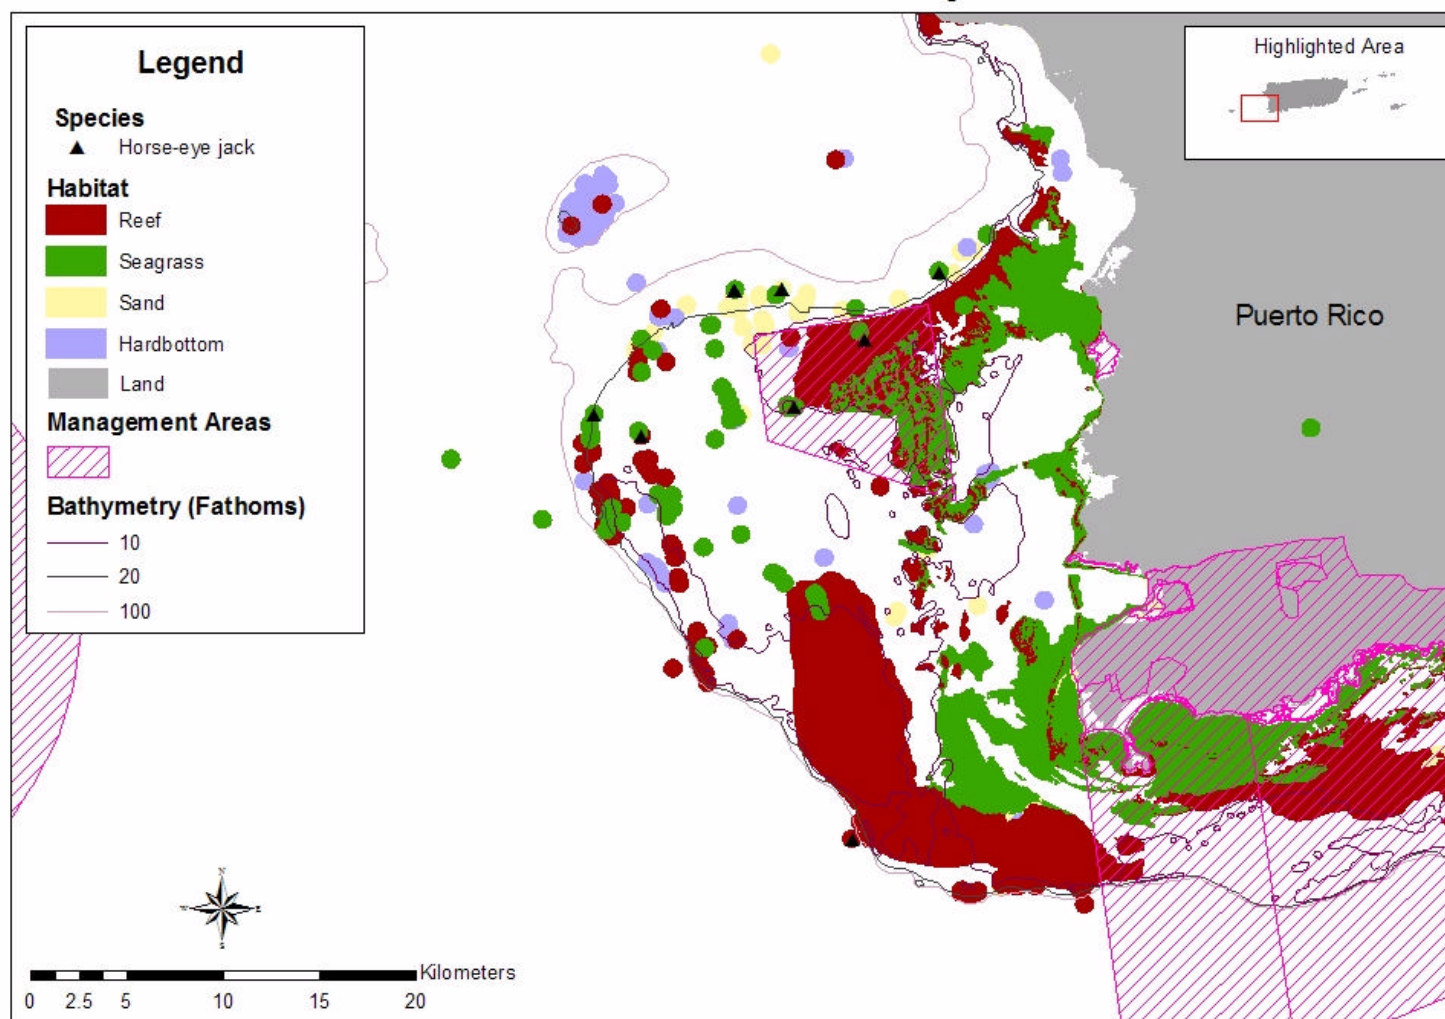 Legend
Species
Horse-eye jack
Habitat
Reef
Seagrass
Sand
Hardbottom
Land
Management Areas
Bathymetry (Fathoms)
10
20
100
Highlighted Area
Puerto Rico
N
W E
S
Kilometers
0 2.5 5 10 15 20